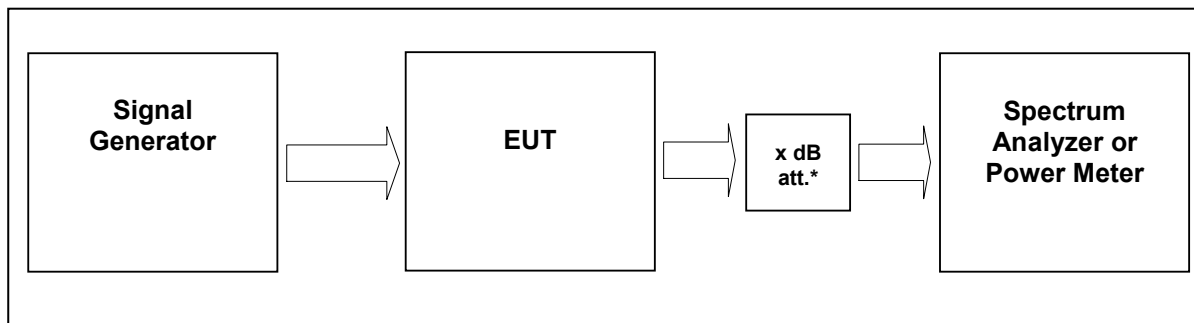 Signal
Generator
EUT
x dB
att.*
Spectrum
Analyzer or
Power Meter